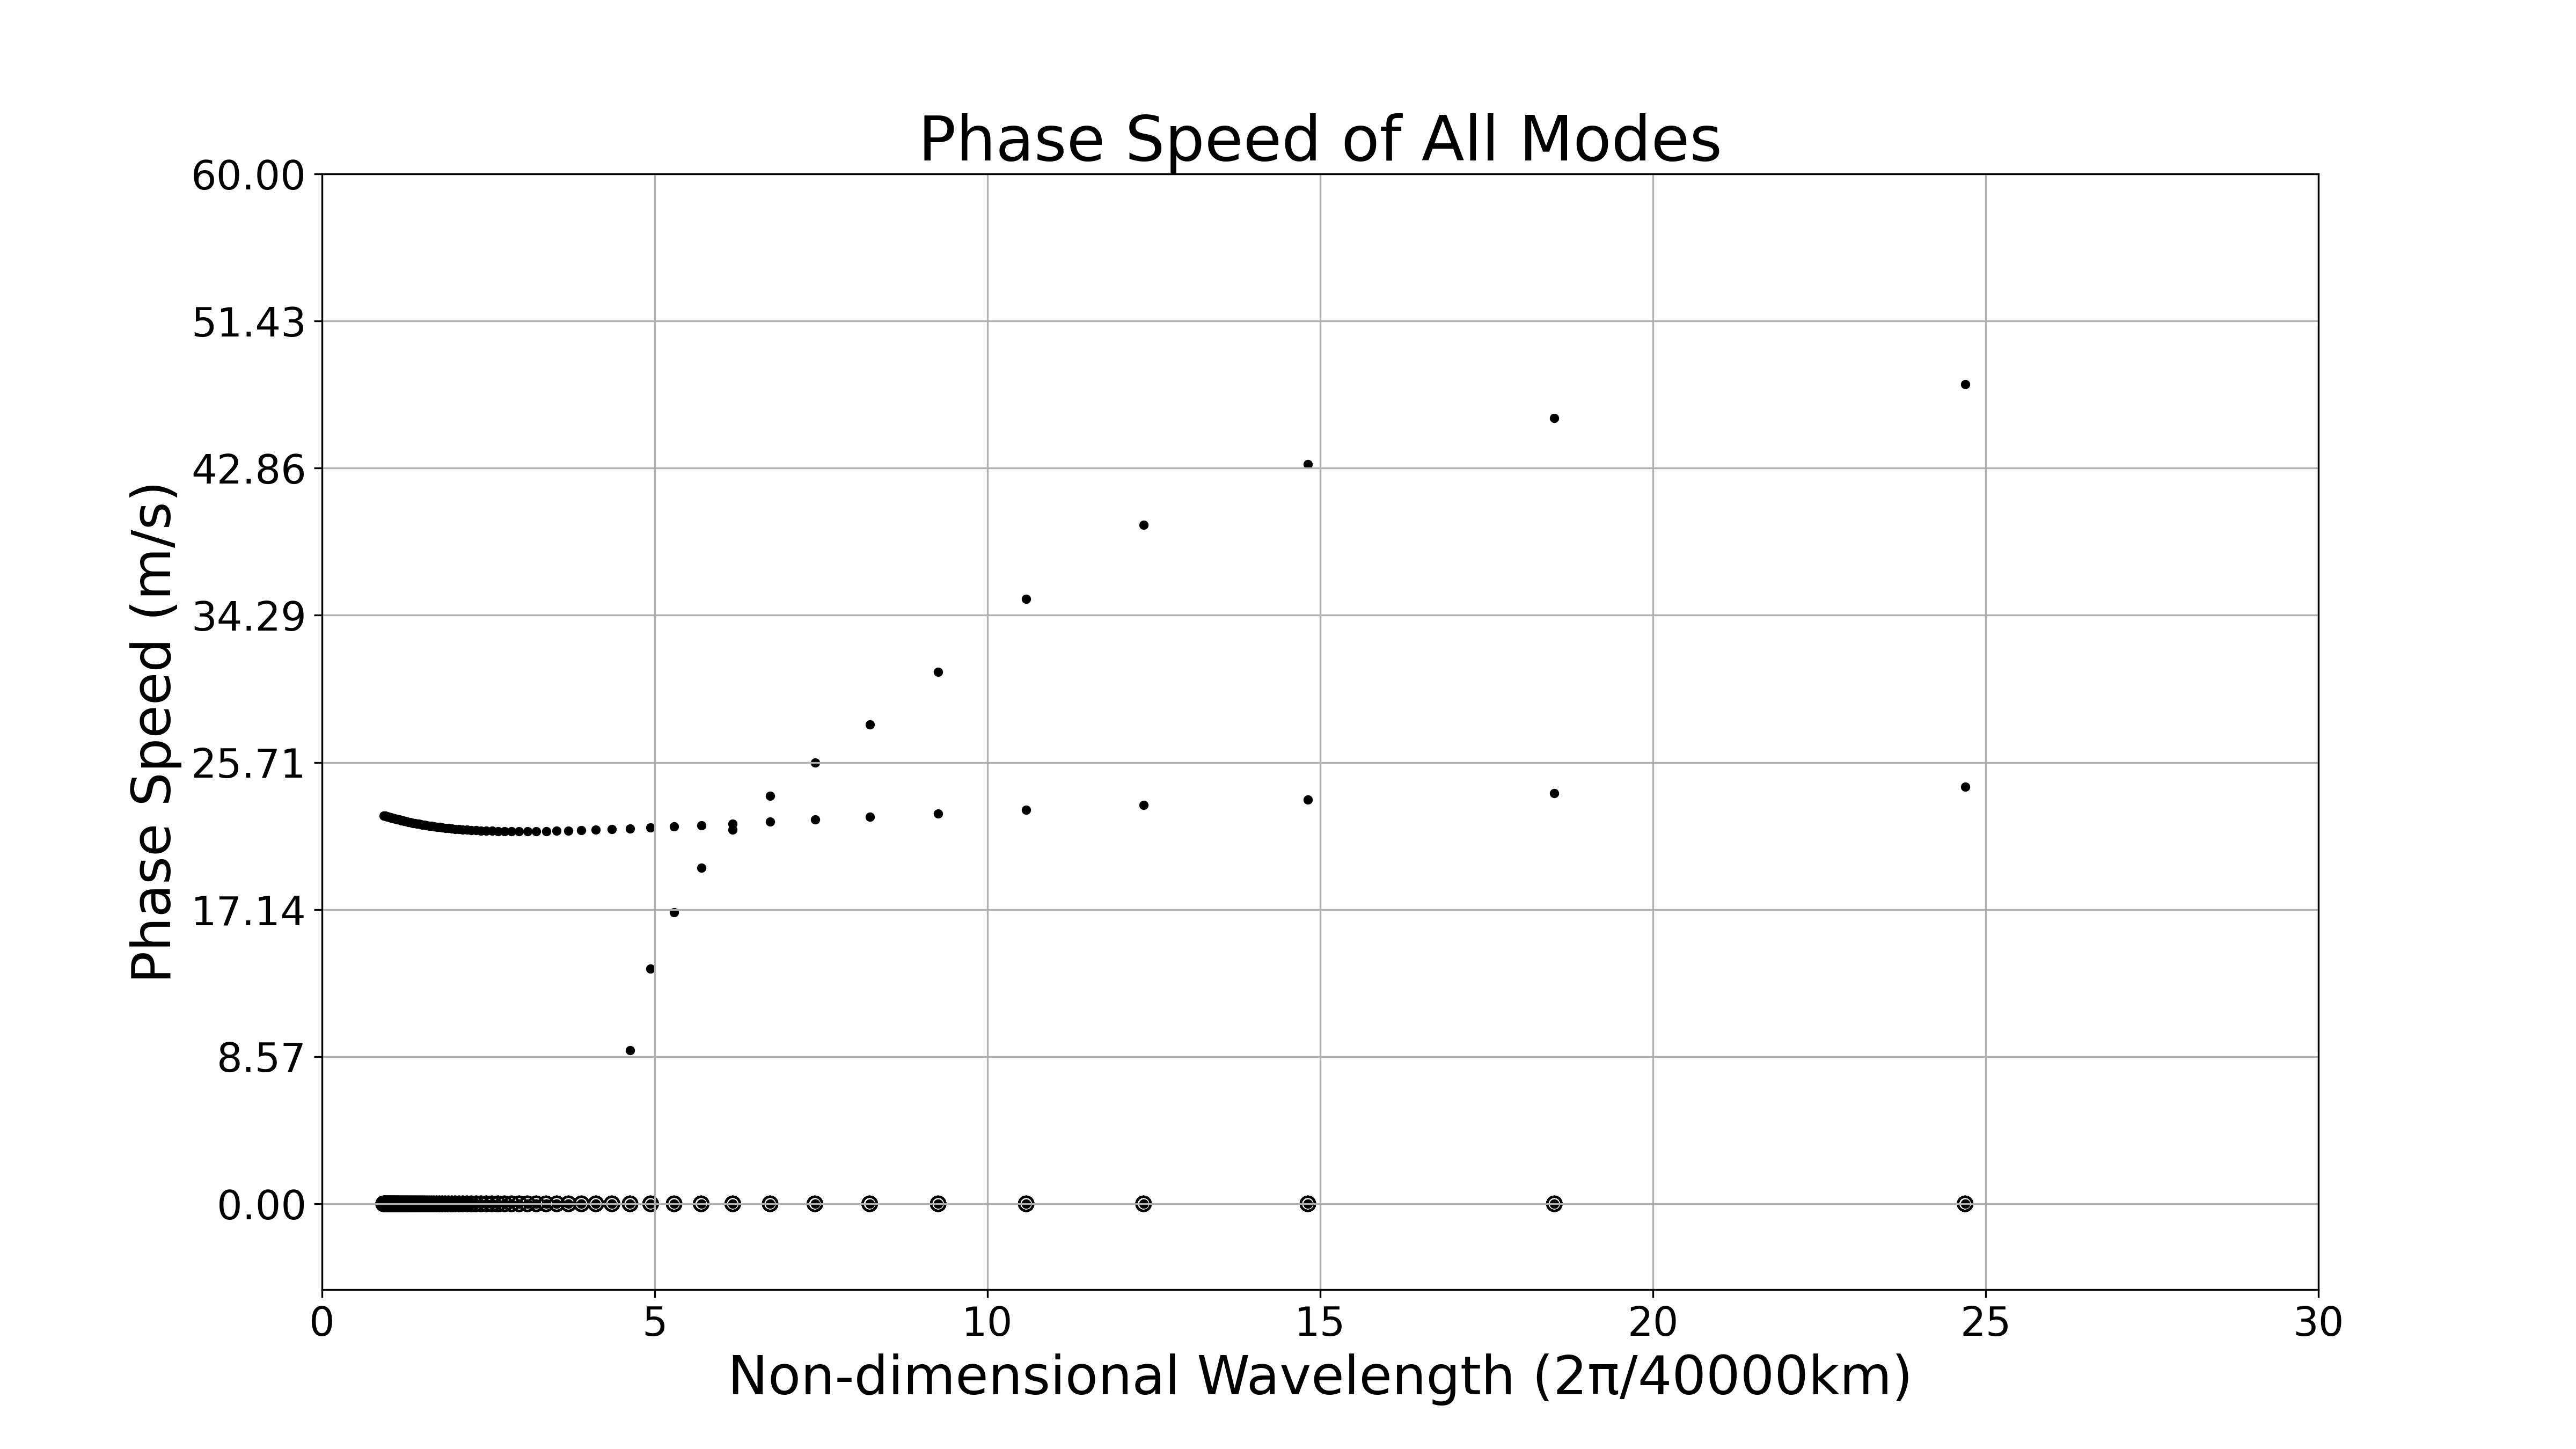 Phase Speed of All Modes
60.00
51.43
42.86
34.29
25.71
17.14
8.57
0.00
Phase Speed (m/s)
0 5 10 15 20 25 30
Non-dimensional Wavelength (2π/40000km)